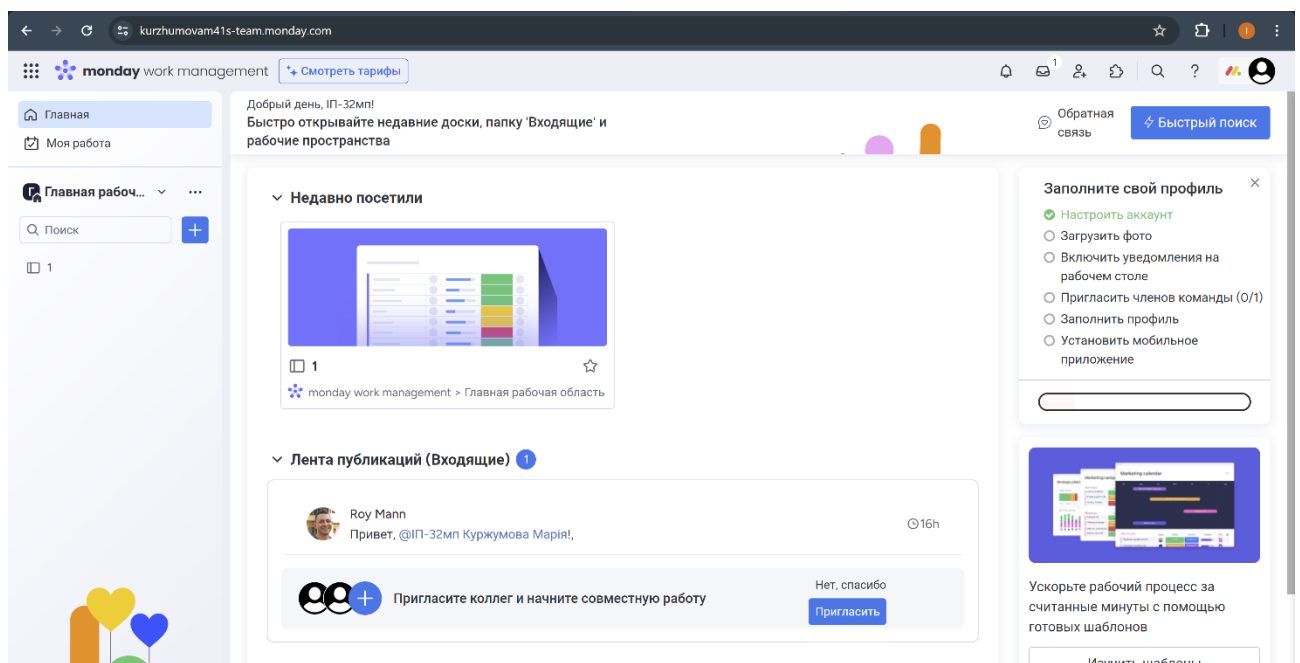 kurzhumovam41s-team.monday.com
monday work management
Смотреть тарифы
1
Главная
Моя работа
Главная рабоч...
Поиск
1
Добрый день, ІП-32мп!
Быстро открывайте недавние доски, папку 'Входящие' и
рабочие пространства
Обратная
связь
Быстрый поиск
Недавно посетили
1
monday work management > Главная рабочая область
Лента публикаций (Входящие) 1
Roy Mann
Привет, @ІП-32мп Куржумова Марія!,
16h
Пригласите коллег и начните совместную работу
Нет, спасибо
Пригласить
Заполните свой профиль
Настроить аккаунт
Загрузить фото
Включить уведомления на
рабочем столе
Пригласить членов команды (0/1)
Заполнить профиль
Установить мобильное
приложение
Marketing calendar
Ускорьте рабочий процесс за
считанные минуты с помощью
готовых шаблонов
Изучить шаблоны